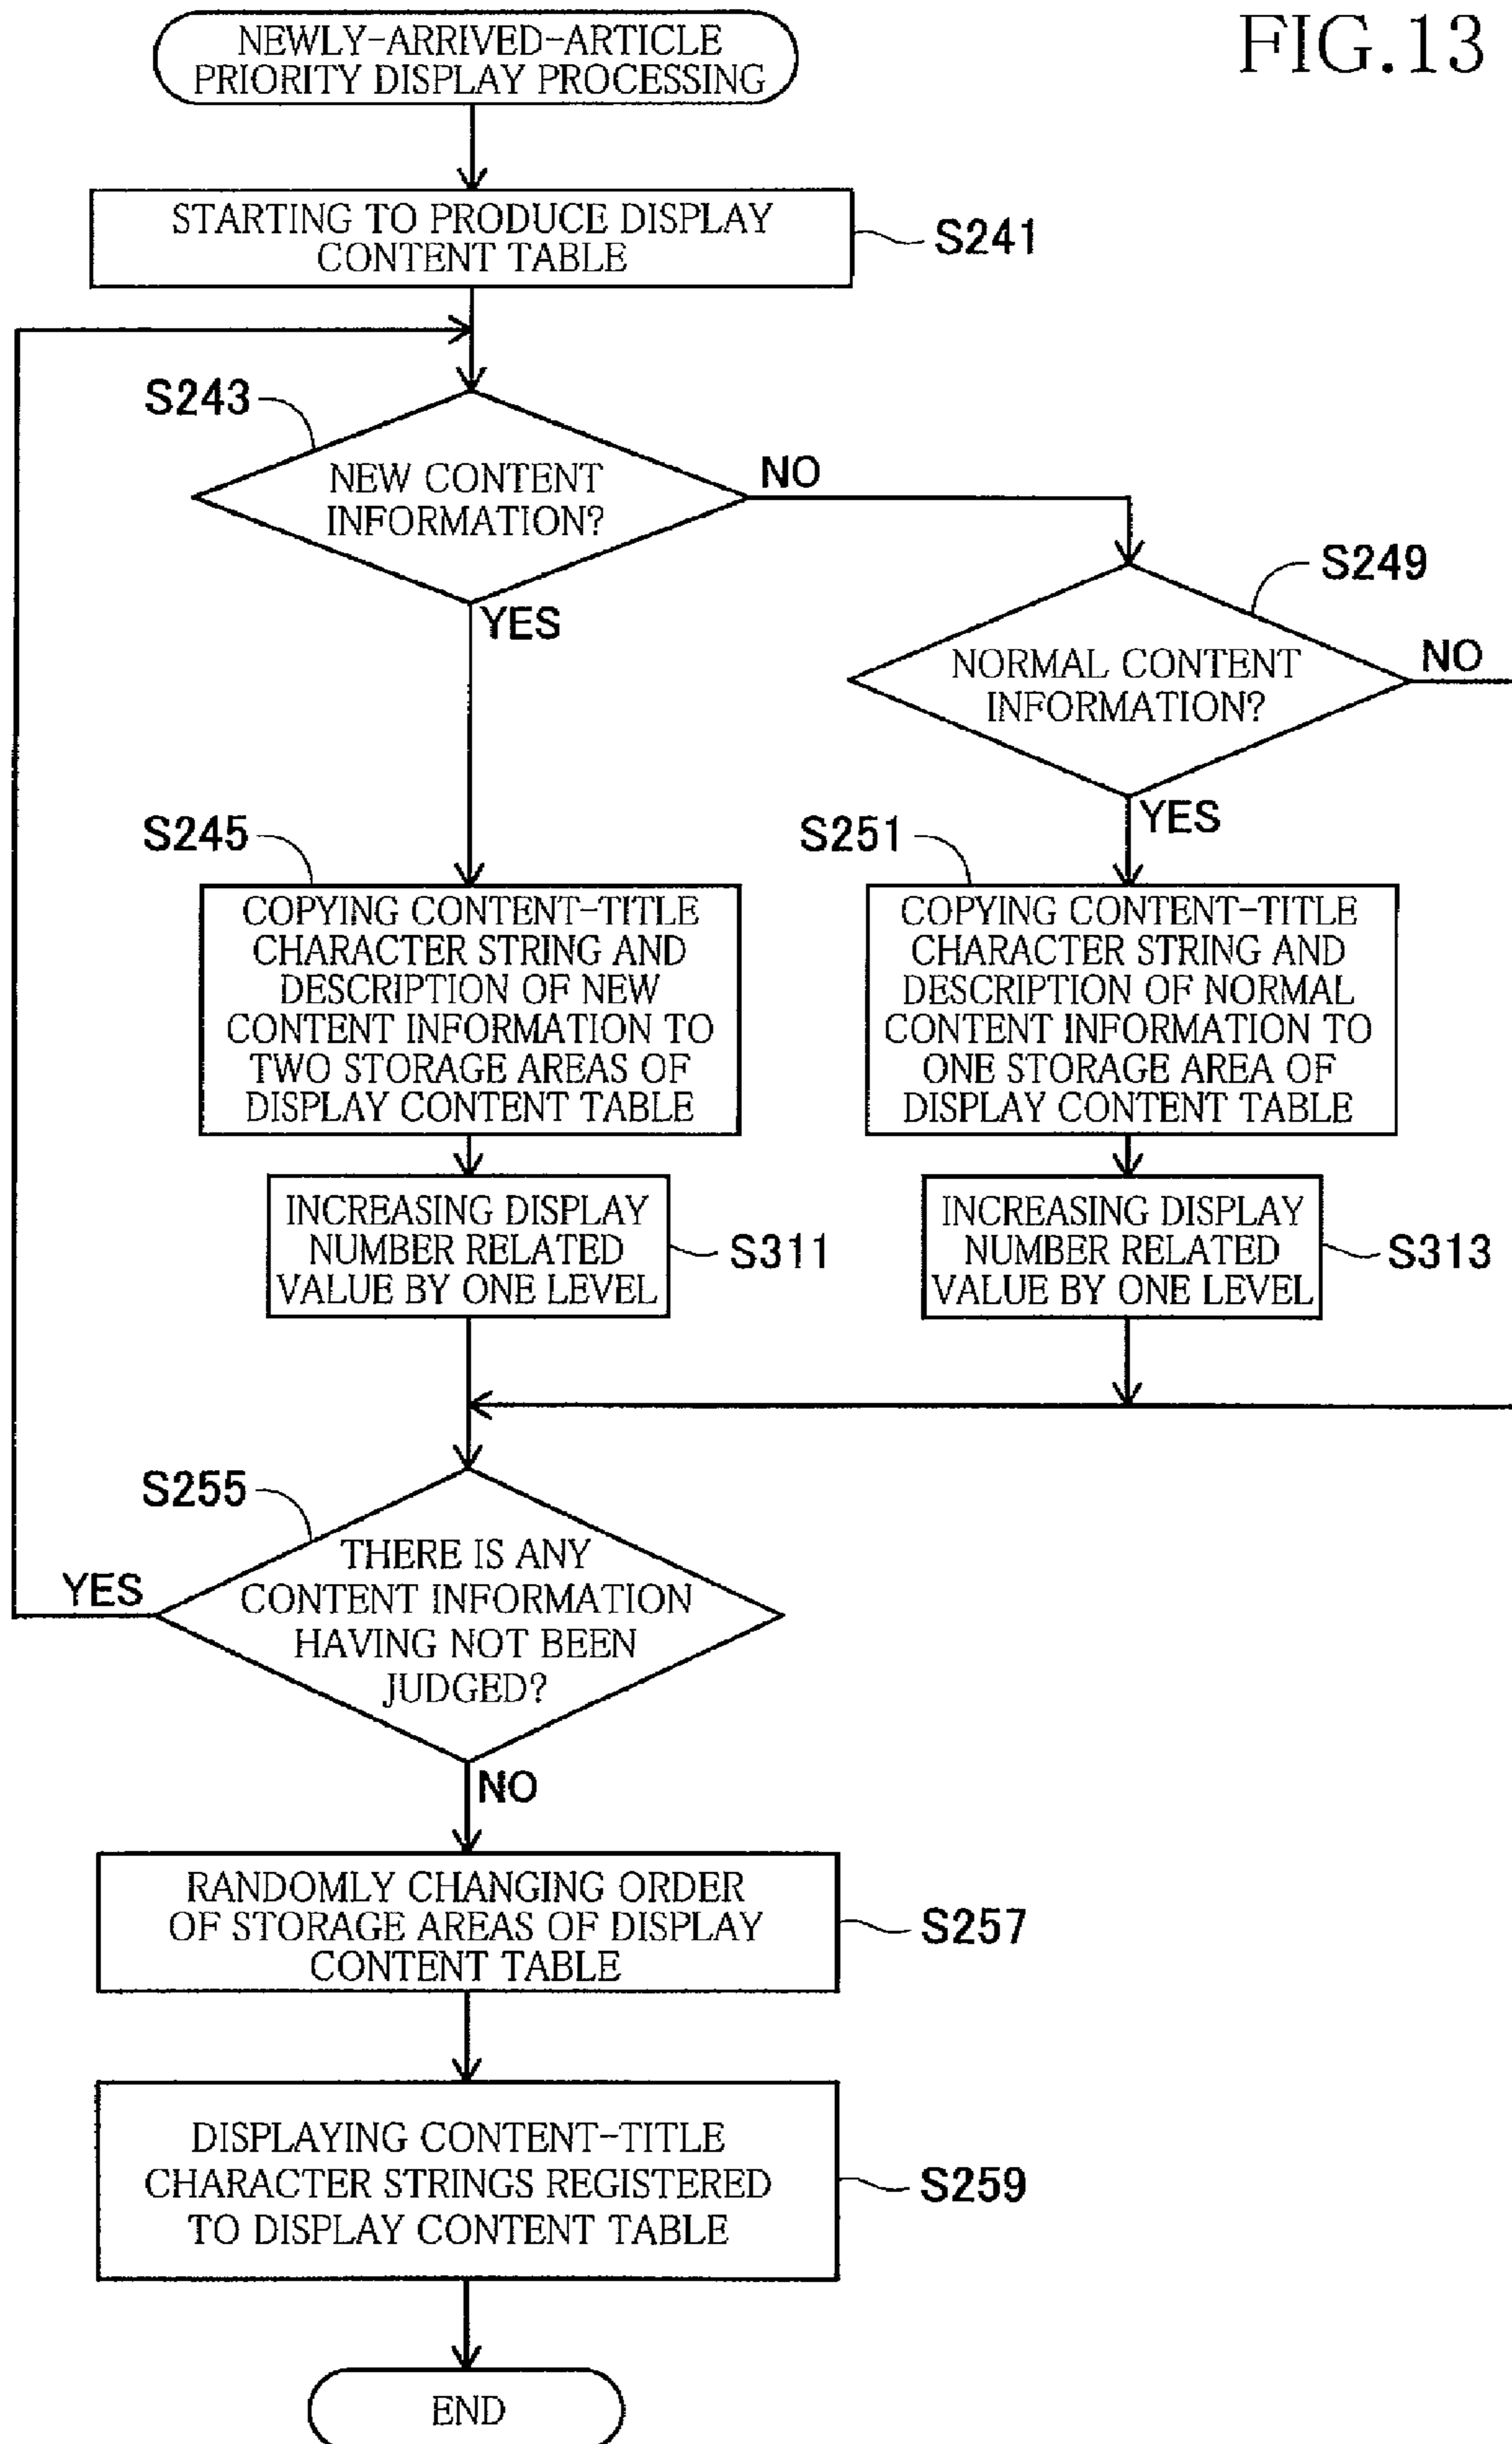 FIG.13
NEWLY-ARRIVED-ARTICLE
PRIORITY DISPLAY PROCESSING
STARTING TO PRODUCE DISPLAY
CONTENT TABLE
S241
S243
NEW CONTENT
INFORMATION?
NO
YES
S249
NORMAL CONTENT
INFORMATION?
NO
YES
S245
COPYING CONTENT-TITLE
CHARACTER STRING AND
DESCRIPTION OF NEW
CONTENT INFORMATION TO
TWO STORAGE AREAS OF
DISPLAY CONTENT TABLE
S251
COPYING CONTENT-TITLE
CHARACTER STRING AND
DESCRIPTION OF NORMAL
CONTENT INFORMATION TO
ONE STORAGE AREA OF
DISPLAY CONTENT TABLE
INCREASING DISPLAY
NUMBER RELATED
VALUE BY ONE LEVEL
S311
INCREASING DISPLAY
NUMBER RELATED
VALUE BY ONE LEVEL
S313
S255
THERE IS ANY
CONTENT INFORMATION
HAVING NOT BEEN
JUDGED?
YES
NO
RANDOMLY CHANGING ORDER
OF STORAGE AREAS OF DISPLAY
CONTENT TABLE
S257
DISPLAYING CONTENT-TITLE
CHARACTER STRINGS REGISTERED
TO DISPLAY CONTENT TABLE
S259
END